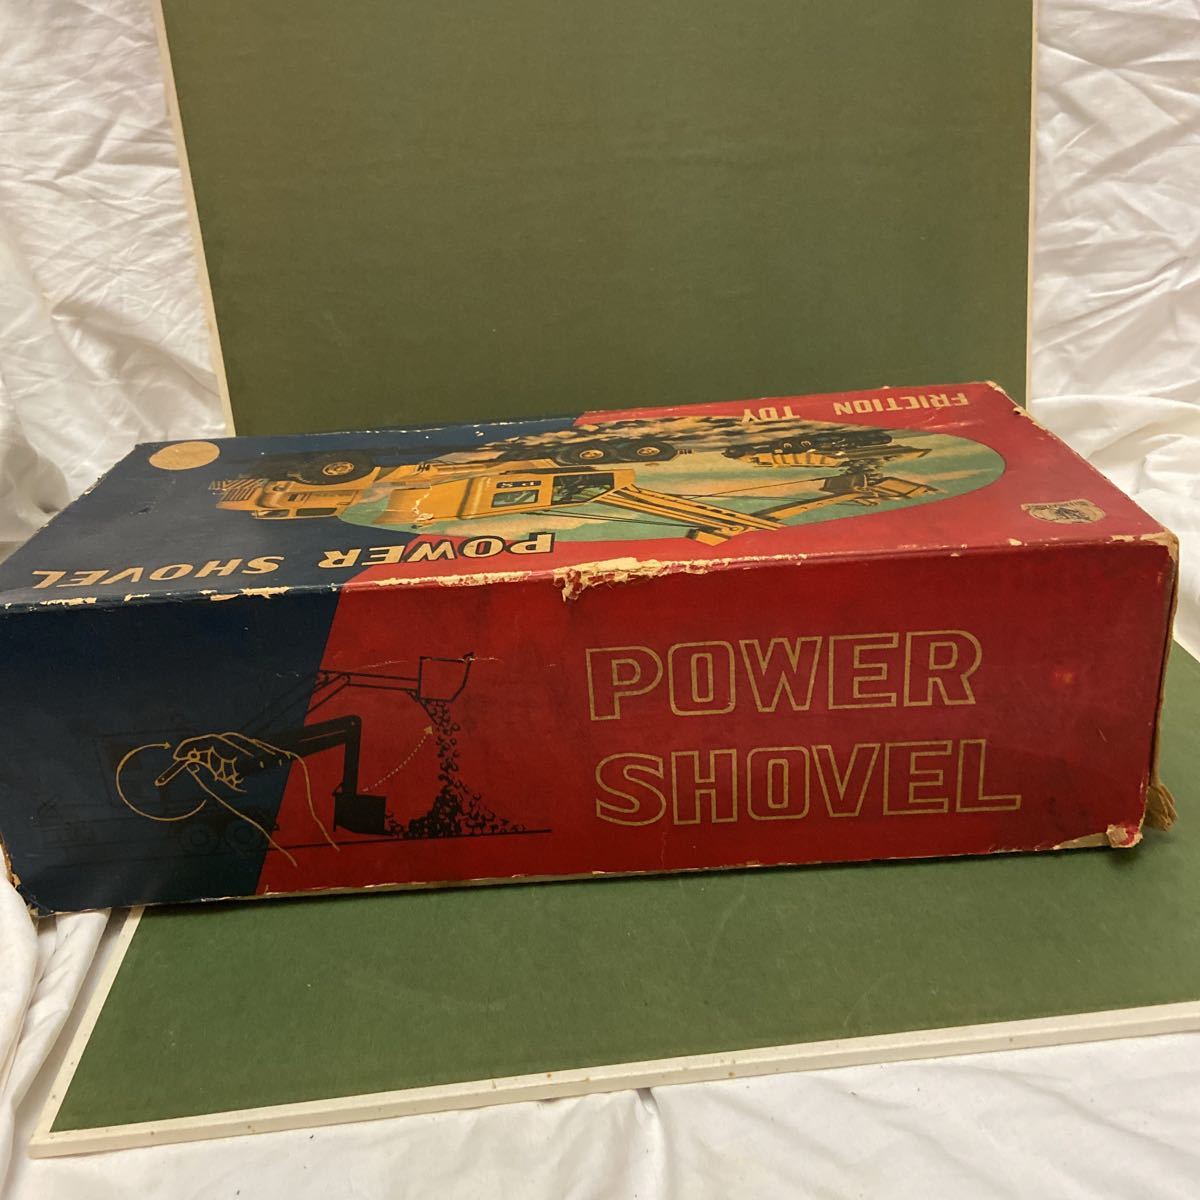 FRICTION TOY
P.S
POWER SHOVEL
POWER
SHOVEL